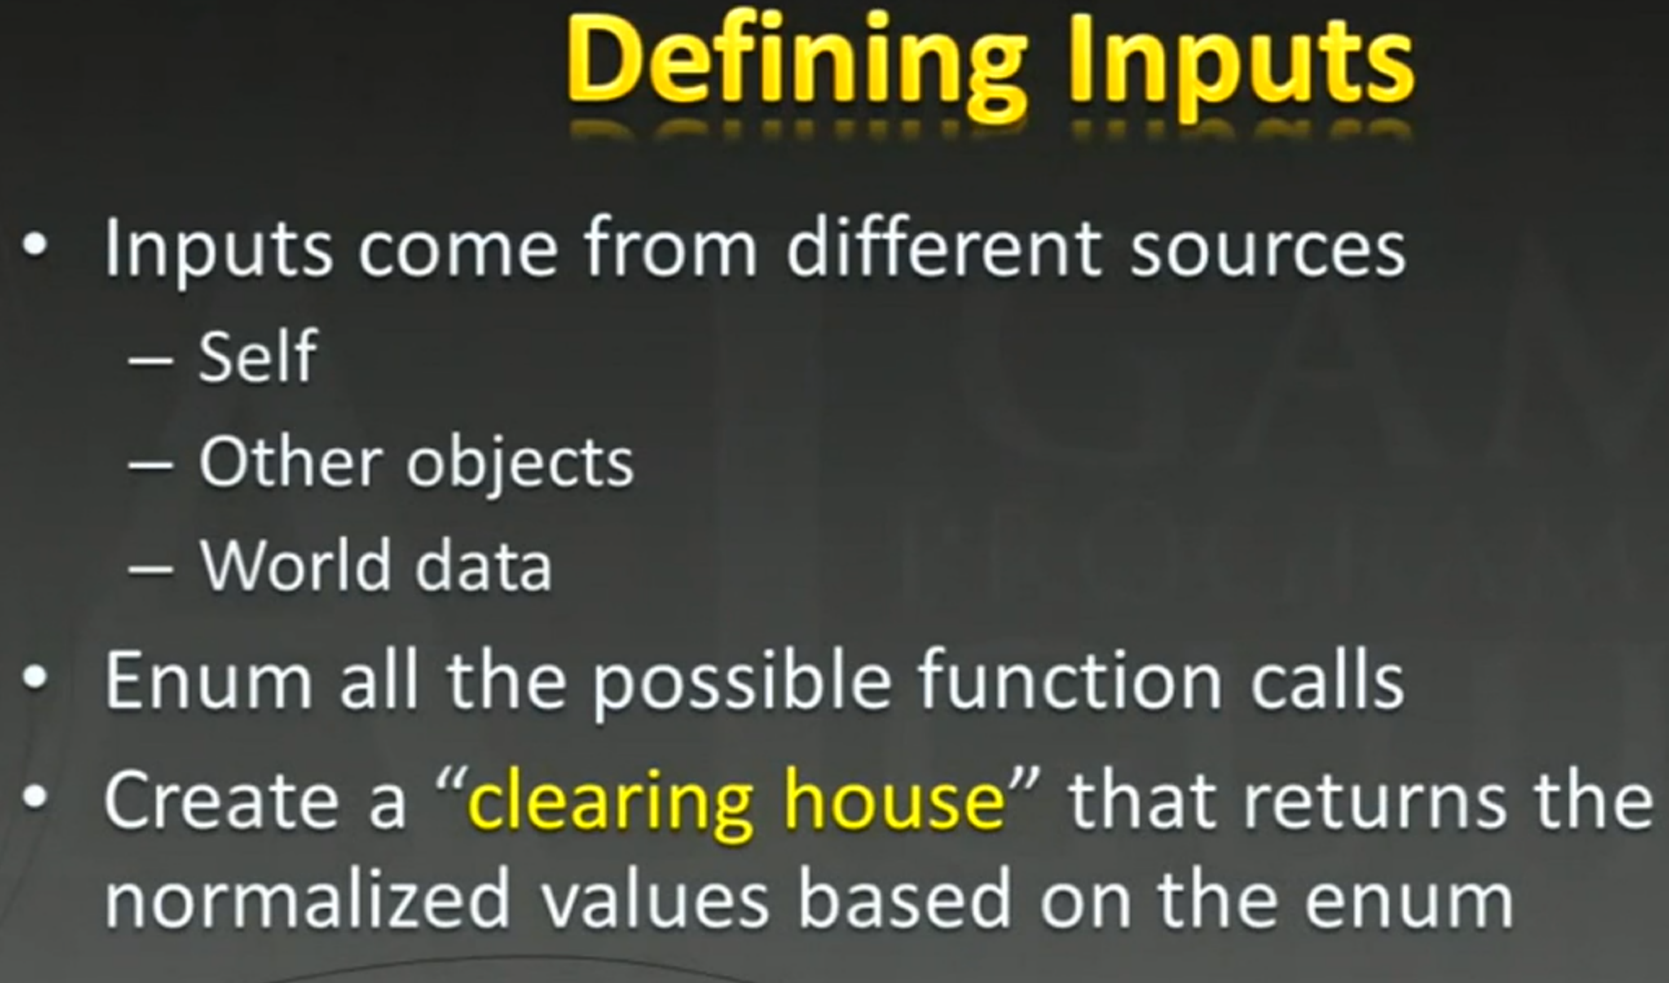 Defining Inputs
• Inputs come from different sources
– Self
– Other objects
– World data
• Enum all the possible function calls
• Create a “clearing house” that returns the
normalized values based on the enum